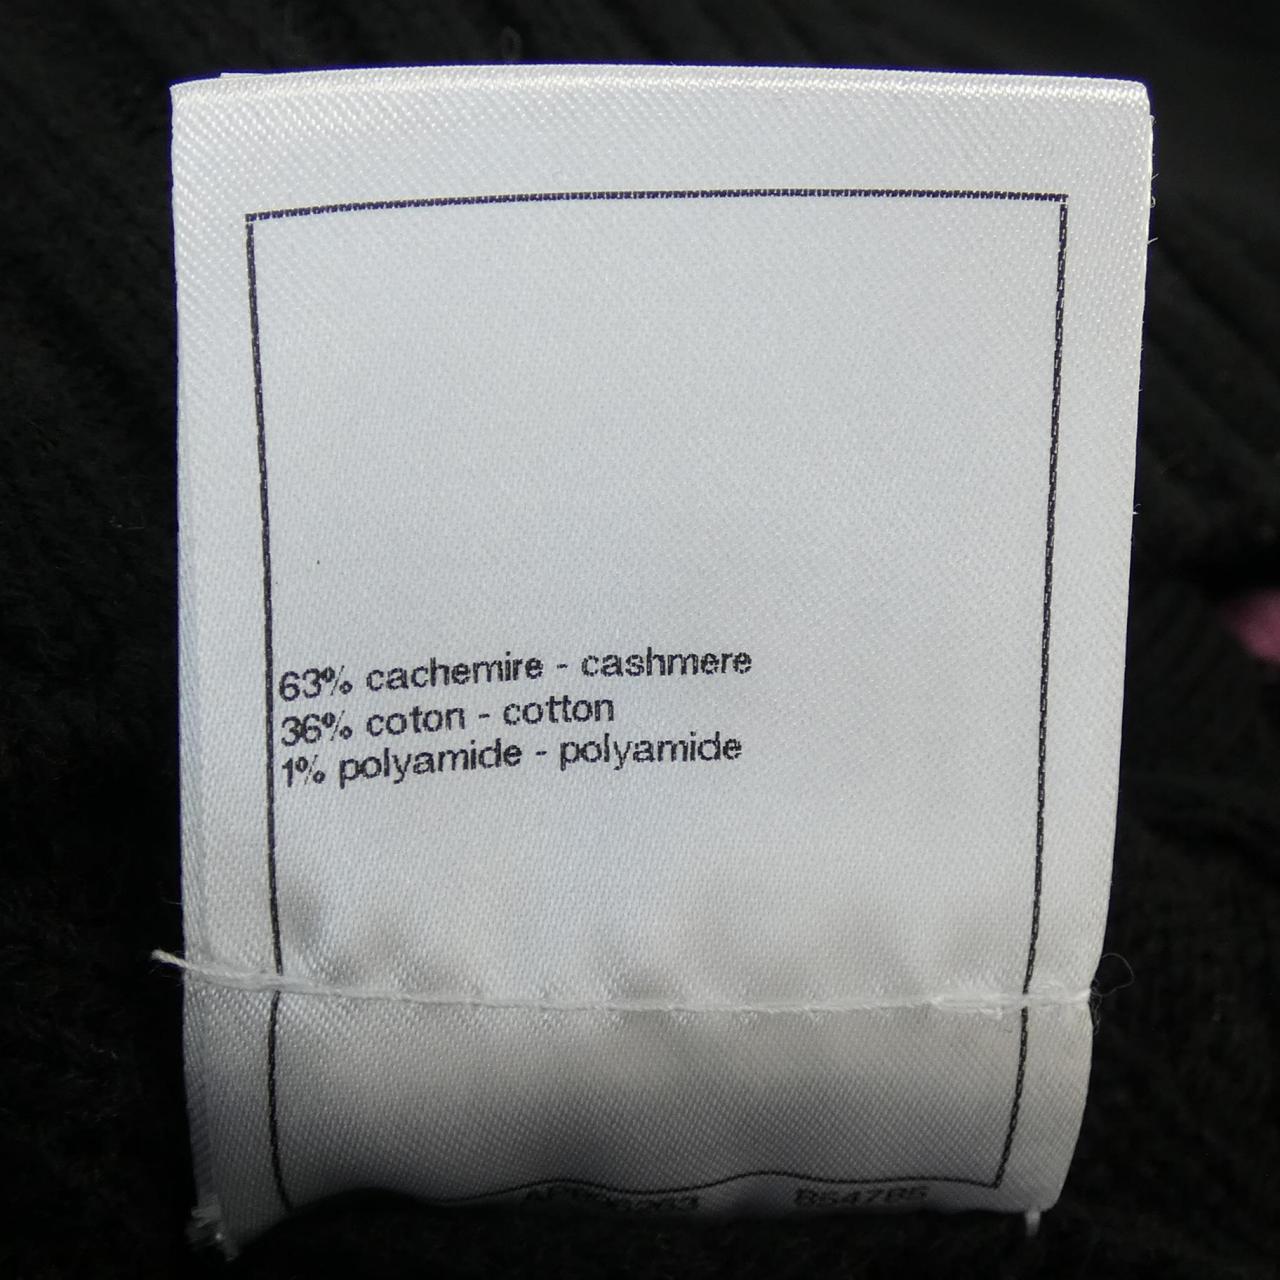 63% cachemire - cashmere
36% coton - cotton
1% polyamide - polyamide